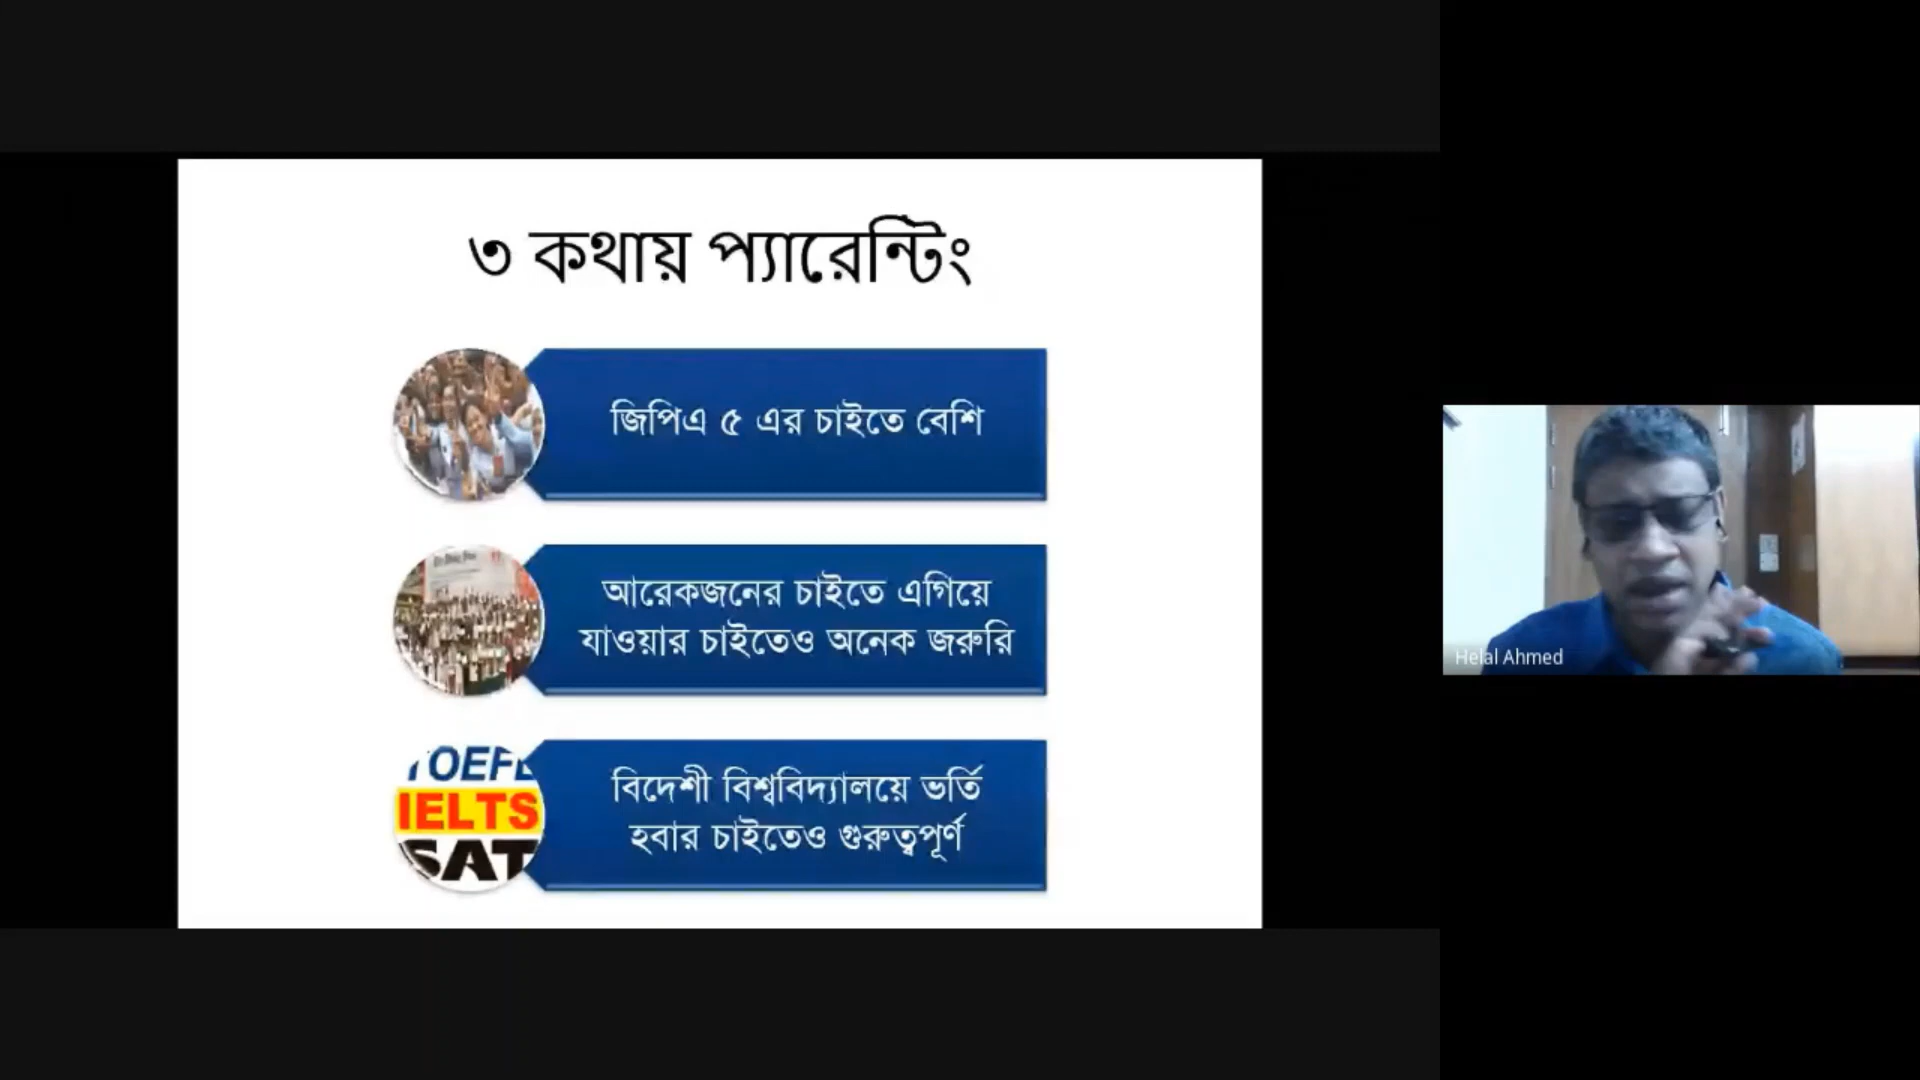 ৩ কথায় প্যারেন্টিং
জিপিএ ৫ এর চাইতে বেশি
আরেকজনের চাইতে এগিয়ে
যাওয়ার চাইতেও অনেক জরুরি
TOEFL
IELTS
SAT
বিদেশী বিশ্ববিদ্যালয়ে ভর্তি
হবার চাইতেও গুরুত্বপূর্ণ
Helal Ahmed